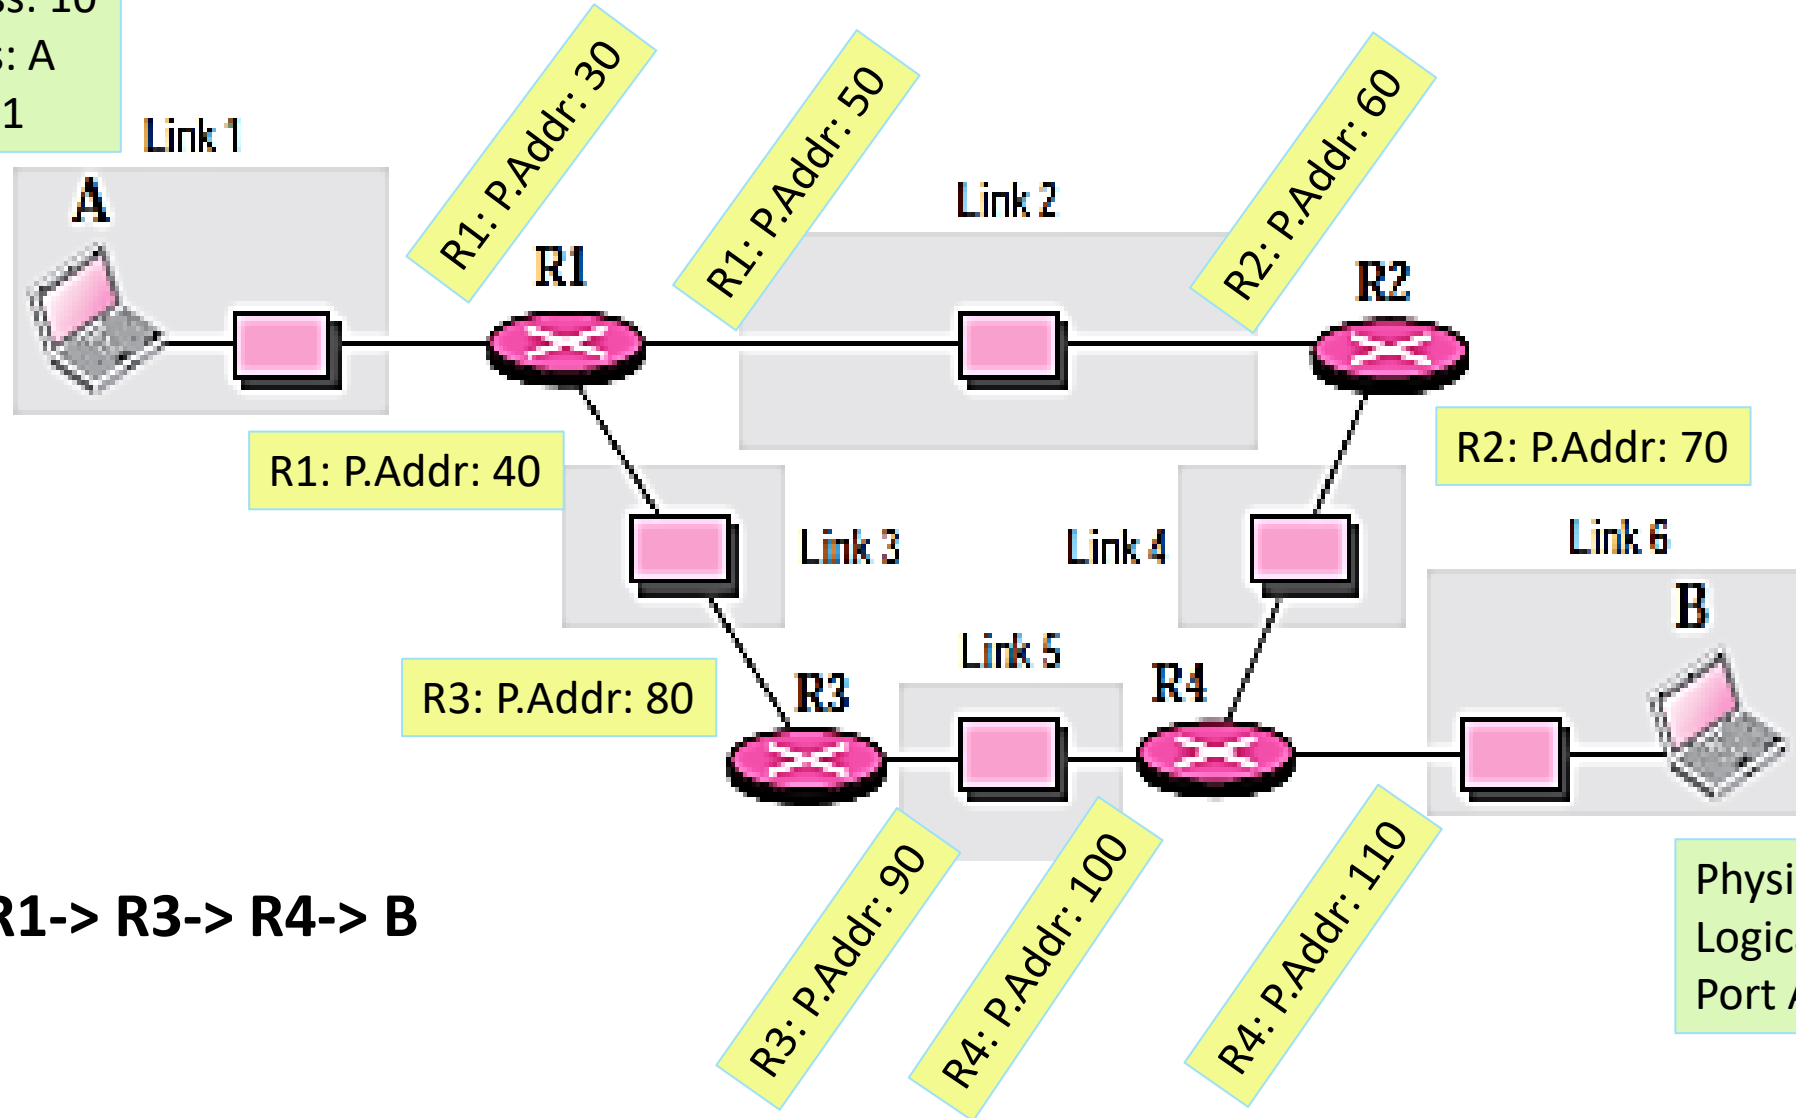 ss: 10
s: A
1
Link 1
A
R1: P.Addr: 30
R1
R1: P.Addr: 50
Link 2
R2: P.Addr: 60
R2
R1: P.Addr: 40
R2: P.Addr: 70
Link 3
Link 4
Link 6
B
R3: P.Addr: 80
R3
Link 5
R4
R3: P.Addr: 90
R4: P.Addr: 100
R4: P.Addr: 110
R1-> R3-> R4-> B
Physi
Logica
Port A